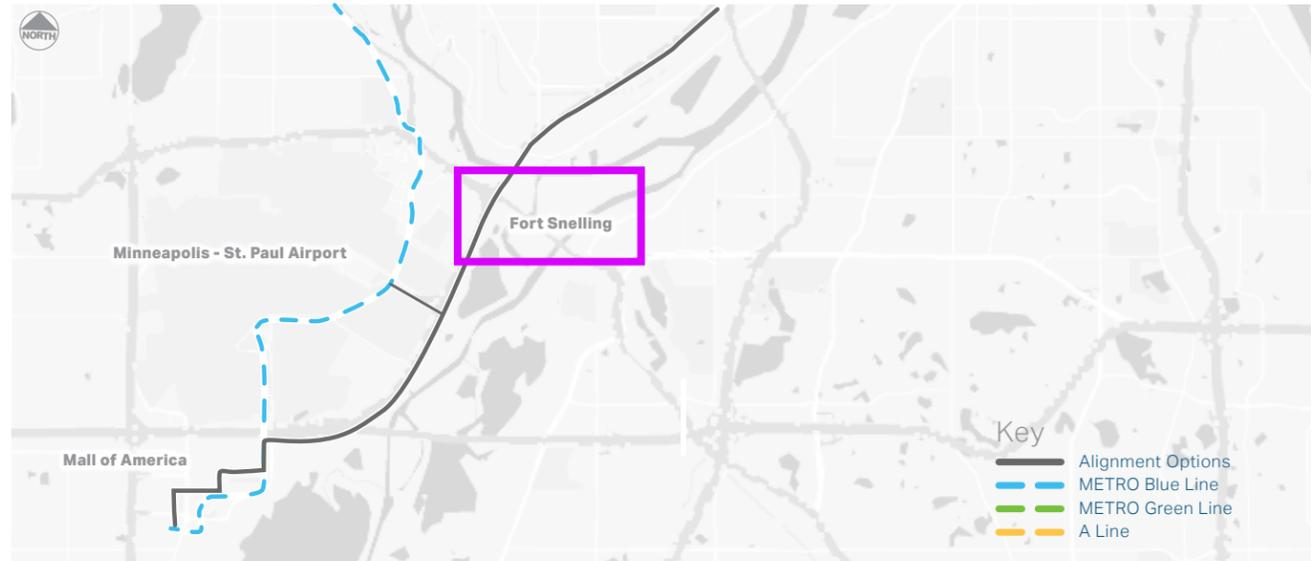 NORTH
Fort Snelling
Minneapolis - St. Paul Airport
Mall of America
Key
Alignment Options
METRO Blue Line
METRO Green Line
A Line